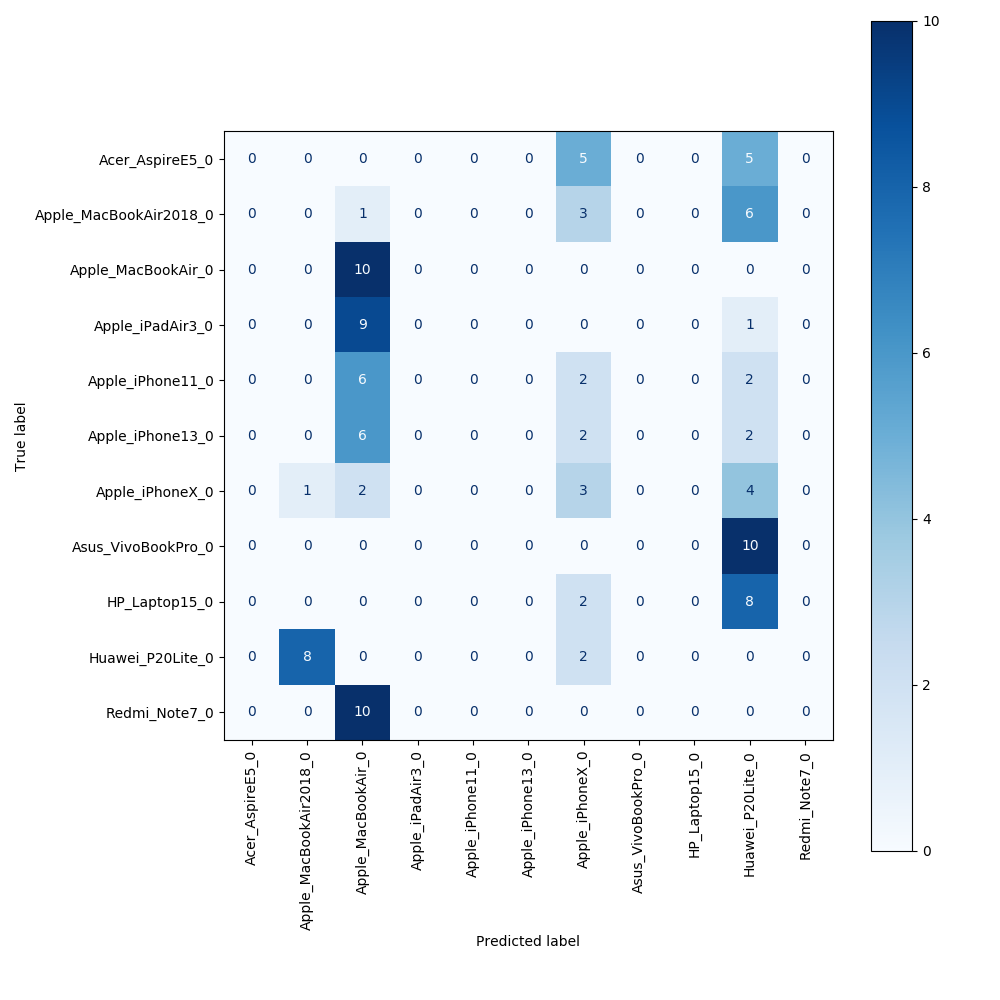 Acer_AspireE5_0 0 0 0 0 0 0 5 0 0 5 0
Apple_MacBookAir2018_0 0 0 1 0 0 0 3 0 0 6 0
Apple_MacBookAir_0 0 0 10 0 0 0 0 0 0 0 0
Apple_iPadAir3_0 0 0 9 0 0 0 0 0 0 1 0
Apple_iPhone11_0 0 0 6 0 0 0 2 0 0 2 0
Apple_iPhone13_0 0 0 6 0 0 0 2 0 0 2 0
Apple_iPhoneX_0 0 1 2 0 0 0 3 0 0 4 0
Asus_VivoBookPro_0 0 0 0 0 0 0 0 0 0 10 0
HP_Laptop15_0 0 0 0 0 0 0 2 0 0 8 0
Huawei_P20Lite_0 0 8 0 0 0 0 2 0 0 0 0
Redmi_Note7_0 0 0 10 0 0 0 0 0 0 0 0
True label
Acer_AspireE5_0
Apple_MacBookAir2018_0
Apple_MacBookAir_0
Apple_iPadAir3_0
Apple_iPhone11_0
Apple_iPhone13_0
Apple_iPhoneX_0
Asus_VivoBookPro_0
HP_Laptop15_0
Huawei_P20Lite_0
Redmi_Note7_0
Predicted label
10
8
6
4
2
0